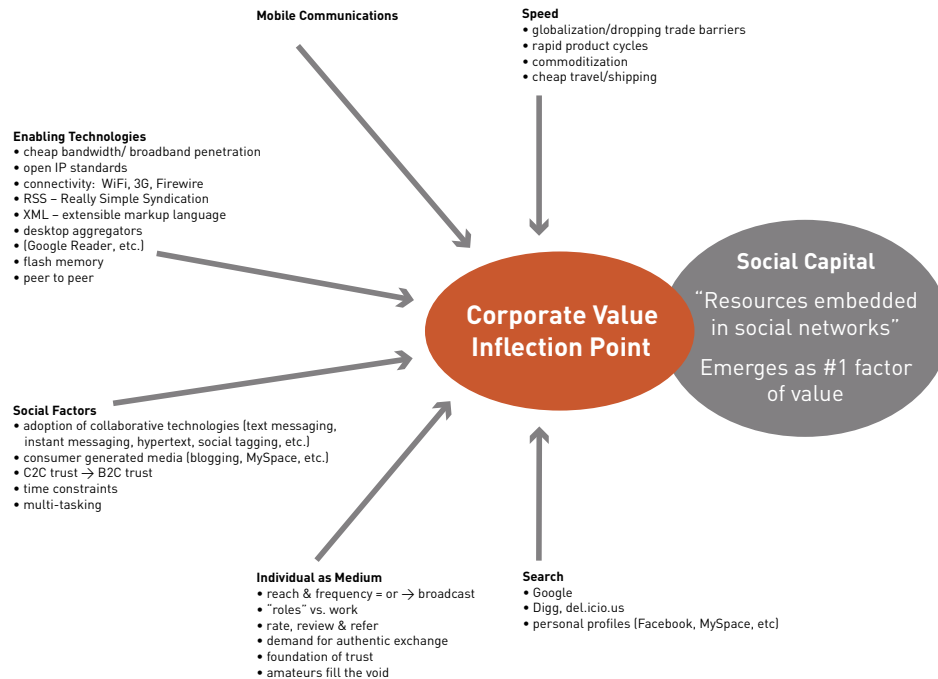 Mobile Communications
Speed
• globalization/dropping trade barriers
• rapid product cycles
• commoditization
• cheap travel/shipping
Enabling Technologies
• cheap bandwidth/ broadband penetration
• open IP standards
• connectivity: WiFi, 3G, Firewire
• RSS – Really Simple Syndication
• XML – extensible markup language
• desktop aggregators
• (Google Reader, etc.)
• flash memory
• peer to peer
Corporate Value
Inflection Point
Social Capital
“Resources embedded
in social networks”
Emerges as #1 factor
of value
Social Factors
• adoption of collaborative technologies (text messaging,
instant messaging, hypertext, social tagging, etc.)
• consumer generated media (blogging, MySpace, etc.)
• C2C trust → B2C trust
• time constraints
• multi-tasking
Individual as Medium
• reach & frequency = or → broadcast
• “roles” vs. work
• rate, review & refer
• demand for authentic exchange
• foundation of trust
• amateurs fill the void
Search
• Google
• Digg, del.icio.us
• personal profiles (Facebook, MySpace, etc)